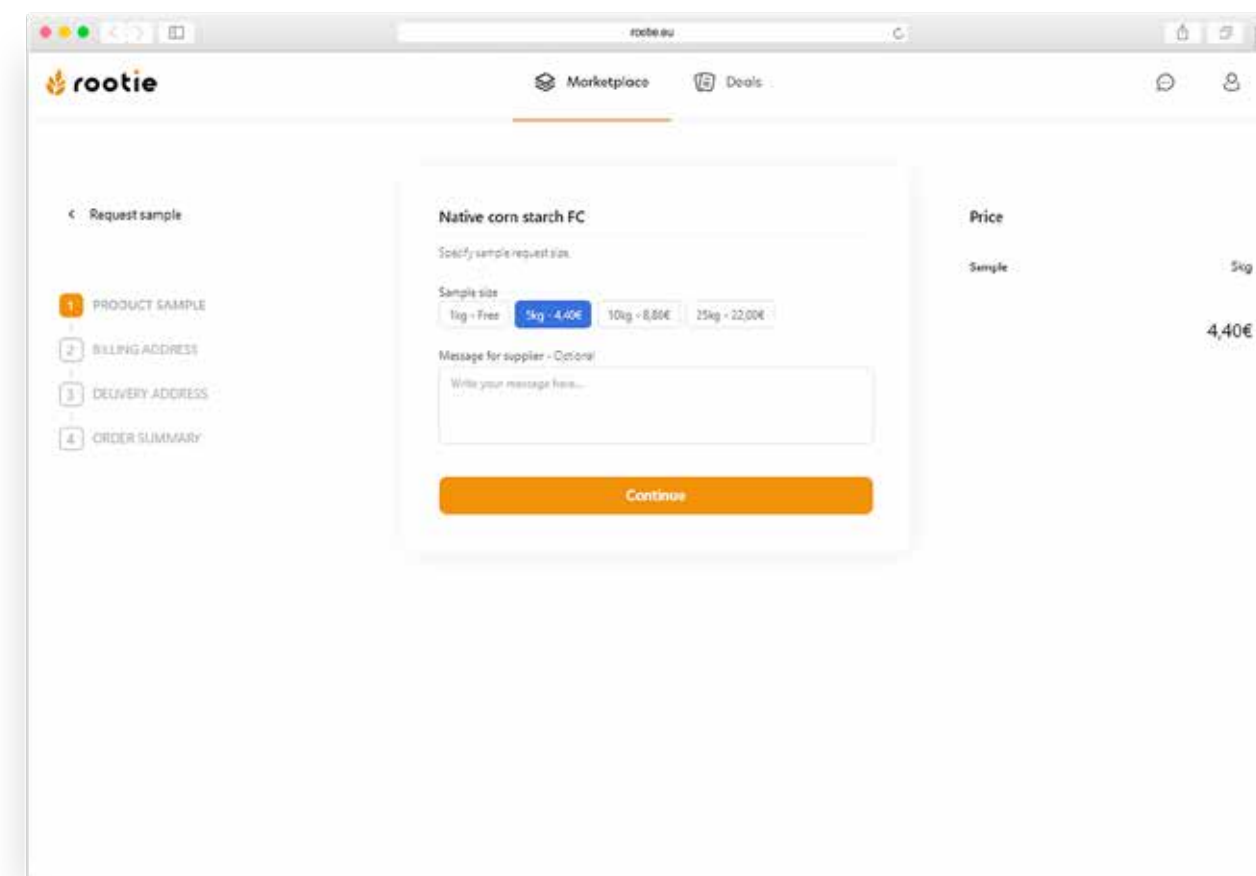 rootie.eu
rootie
Marketplace
Deals
Request sample
1 PRODUCT SAMPLE
2 BILLING ADDRESS
3 DELIVERY ADDRESS
4 ORDER SUMMARY
Native corn starch FC
Specify sample request size.
Sample size
1kg - Free 5kg - 4,40€ 10kg - 8,80€ 25kg - 22,00€
Message for supplier - Optional
Write your message here...
Continue
Price
Sample 5kg
4,40€